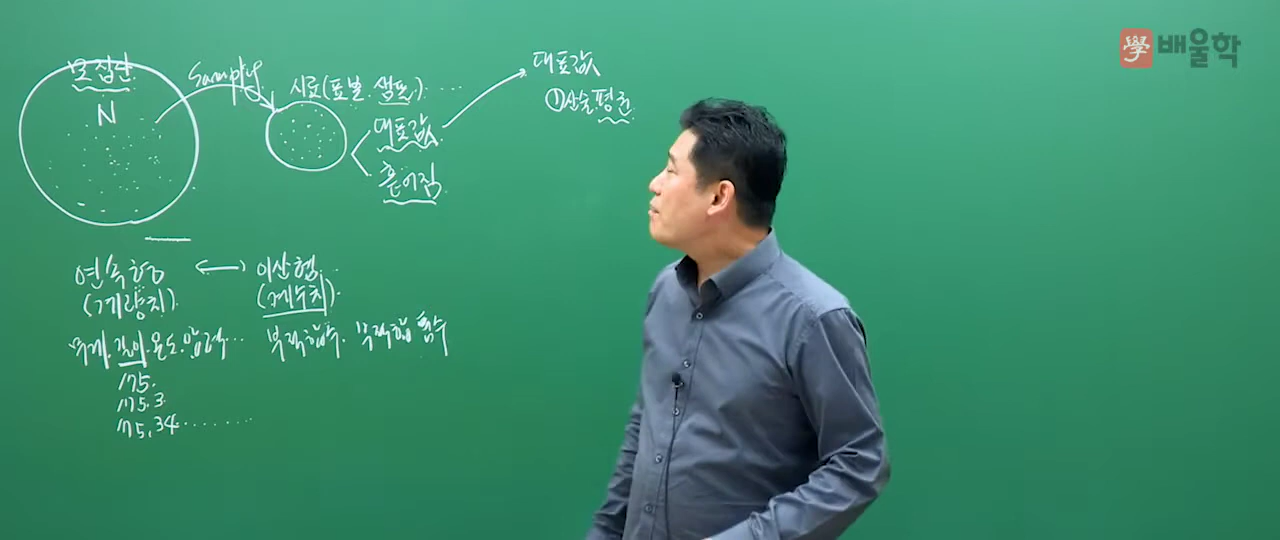 모집단
N
Sampling
시료(표본. 샘플). ...
대표값
흩어짐
대표값
①산술평균
연속형 ↔ 이산형..
(계량치). (계수치).
무게. 길이. 온도. 압력... 부적합수. 부적합품수
175.
175.3
175.34.......
學 배울학